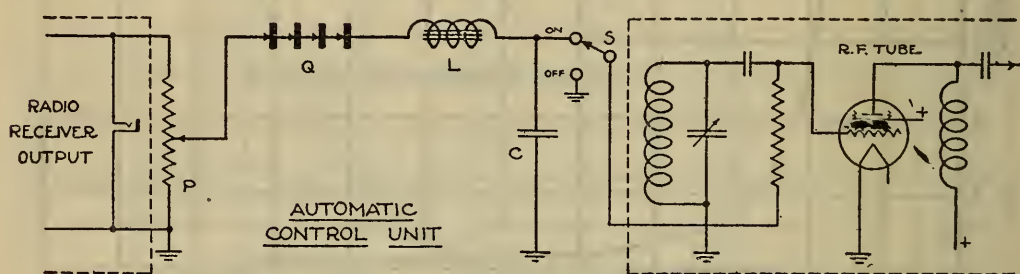 RADIO
RECEIVER
OUTPUT
P
Q
L
AUTOMATIC
CONTROL UNIT
C
ON
S
OFF
R.F. TUBE
+
+